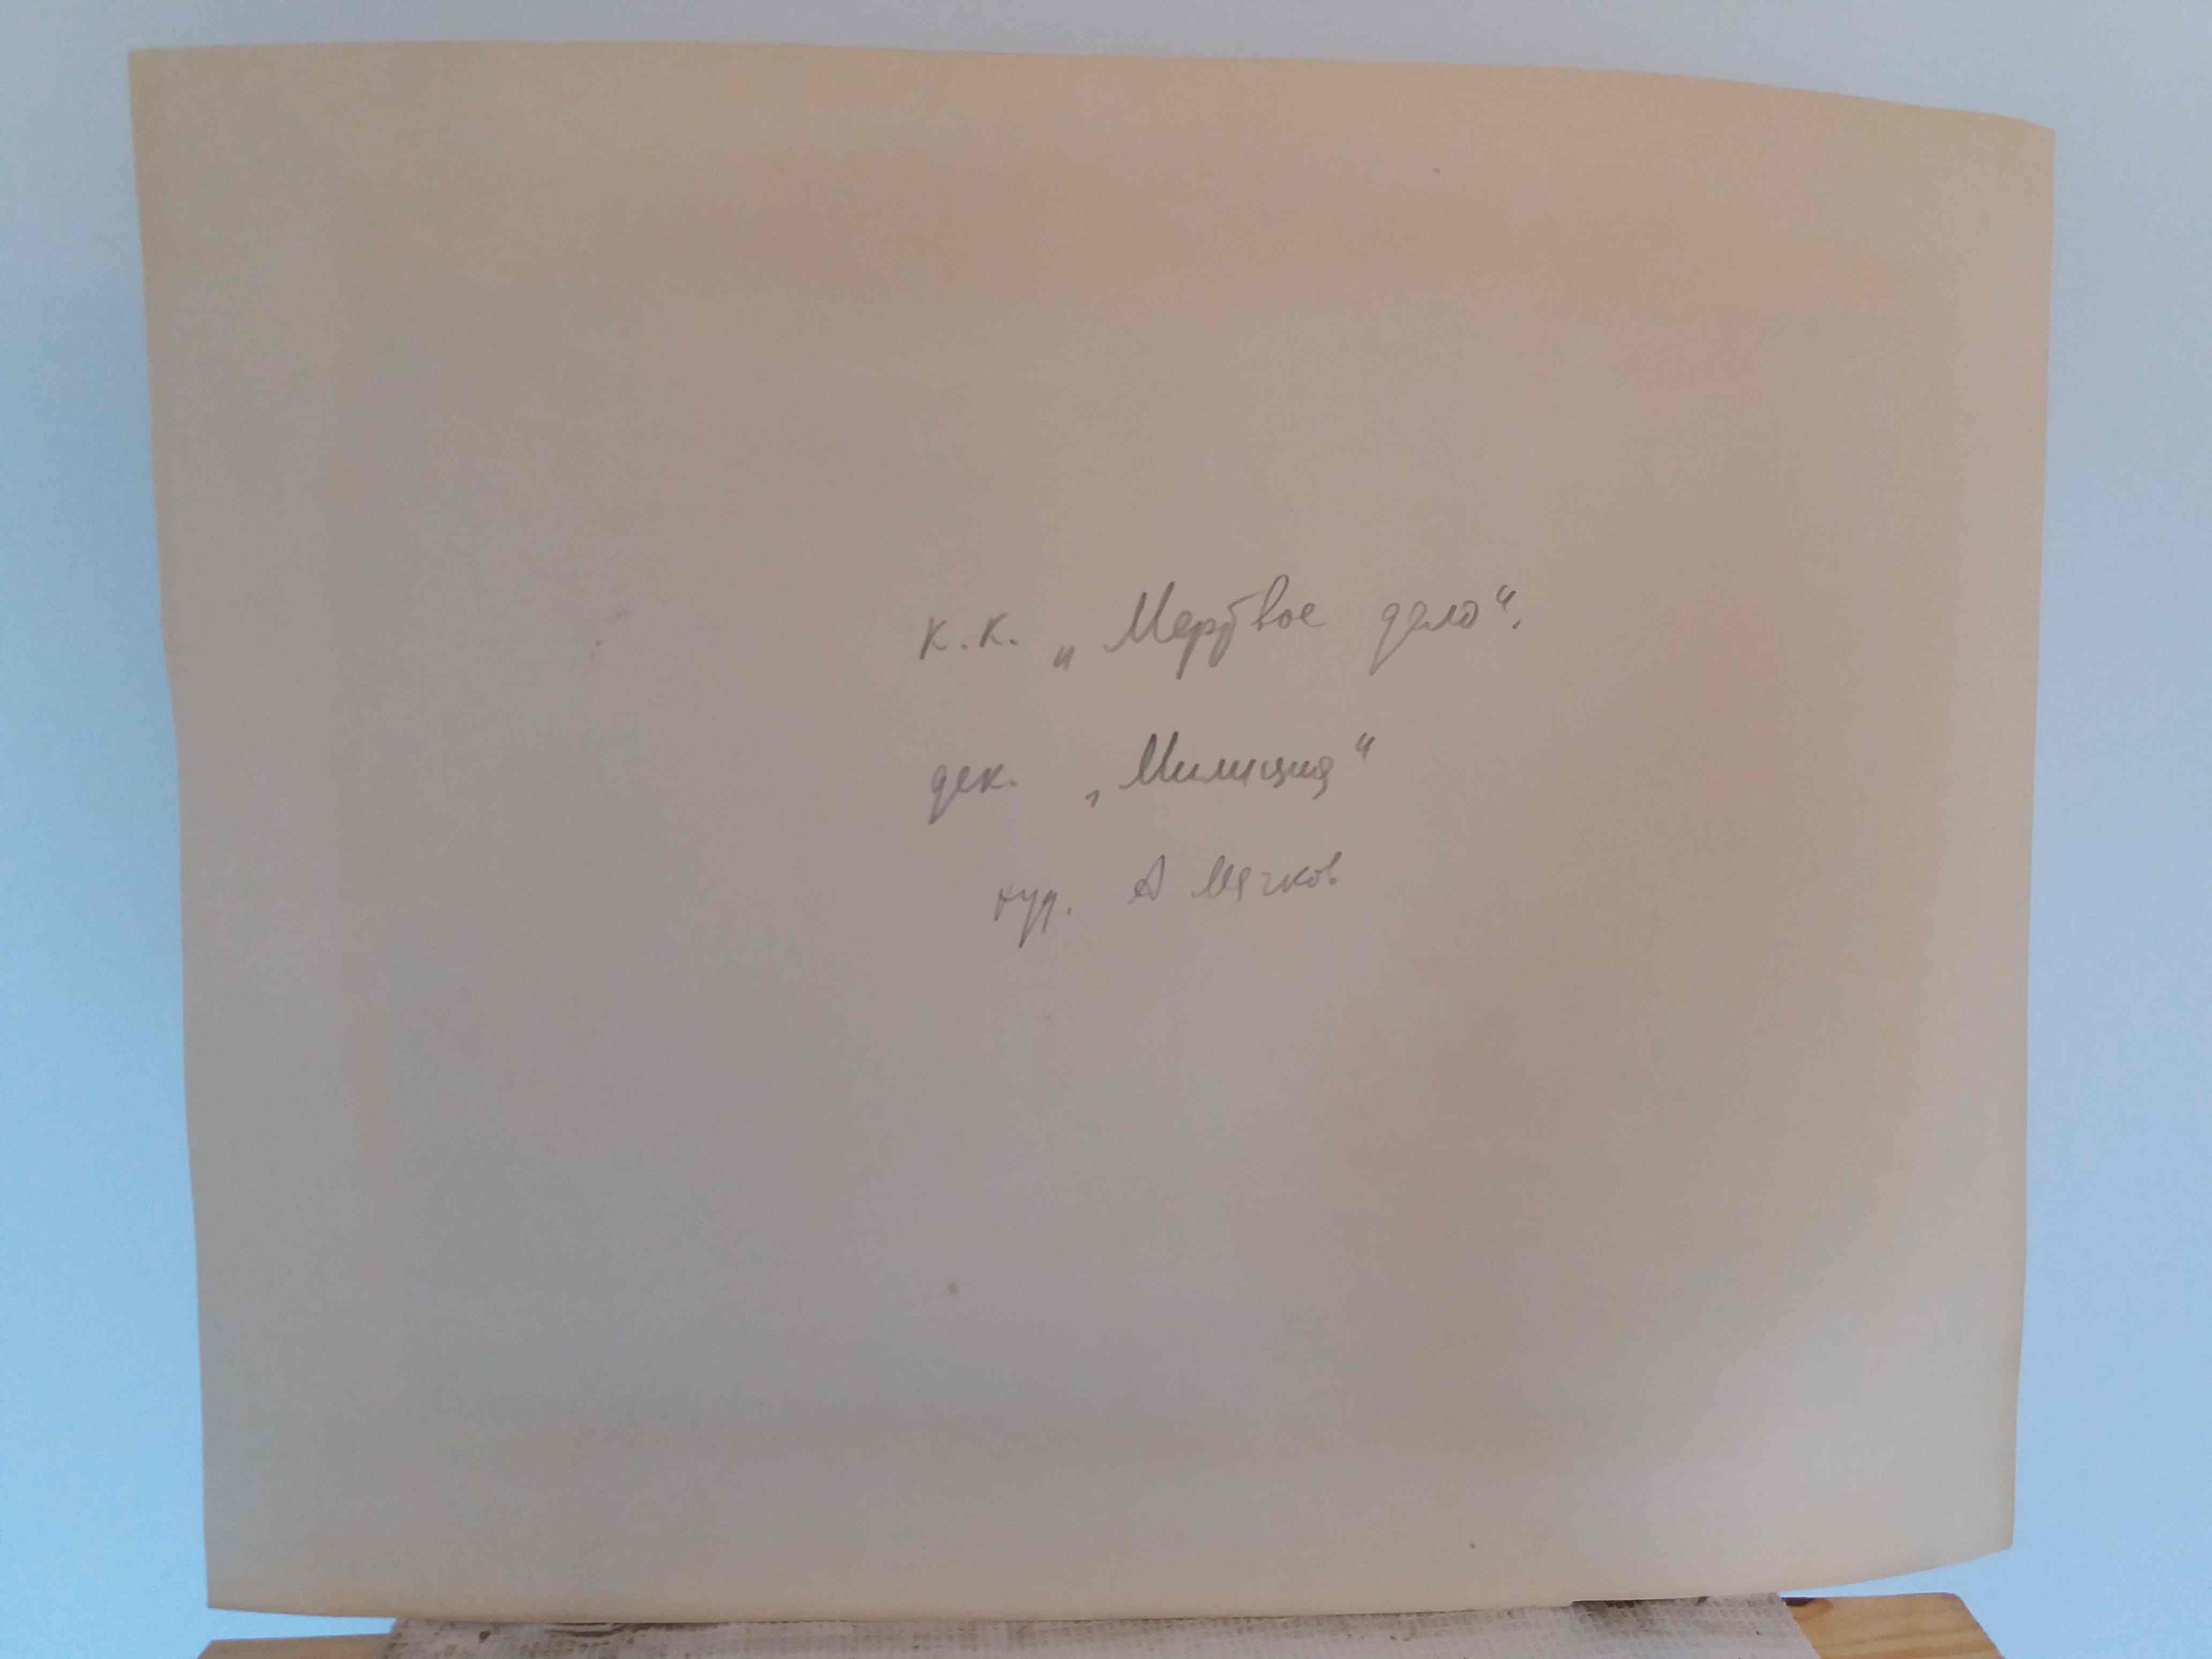 к.к. „Мертвое дело“.
дек. „Милиция“
худ. А Мягков